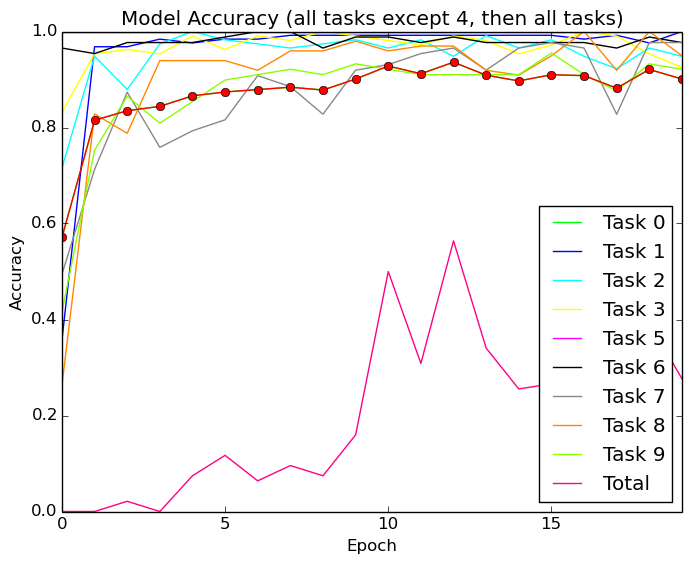 Model Accuracy (all tasks except 4, then all tasks)
1.0
0.8
0.6
0.4
0.2
0.0
Accuracy
0 5 10 15
Epoch
Task 0
Task 1
Task 2
Task 3
Task 5
Task 6
Task 7
Task 8
Task 9
Total